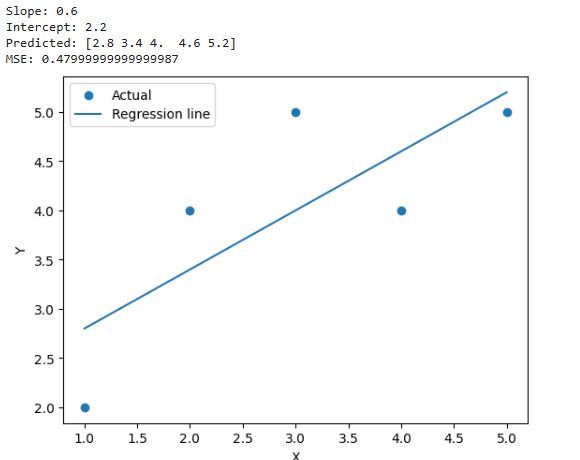 Slope: 0.6
Intercept: 2.2
Predicted: [2.8 3.4 4.  4.6 5.2]
MSE: 0.47999999999999987
Actual
Regression line
5.0
4.5
4.0
3.5
3.0
2.5
2.0
Y
1.0 1.5 2.0 2.5 3.0 3.5 4.0 4.5 5.0
X